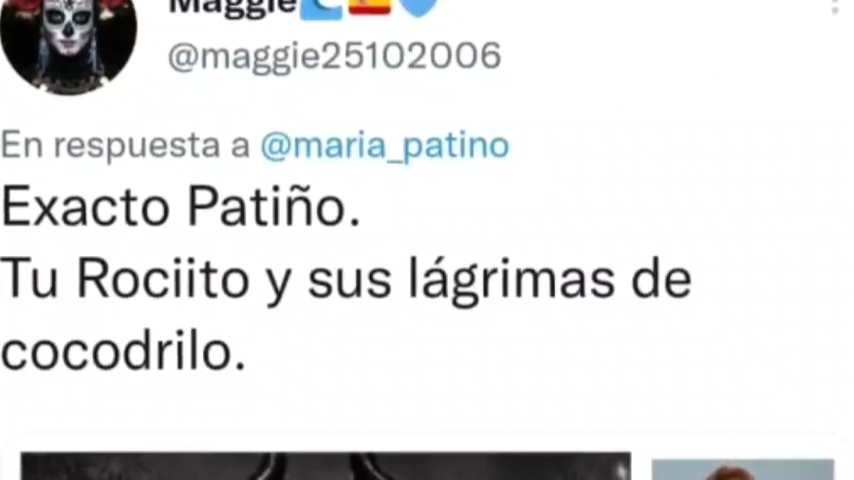 Maggie
@maggie25102006
En respuesta a @maria_patino
Exacto Patiño.
Tu Rociito y sus lágrimas de
cocodrilo.